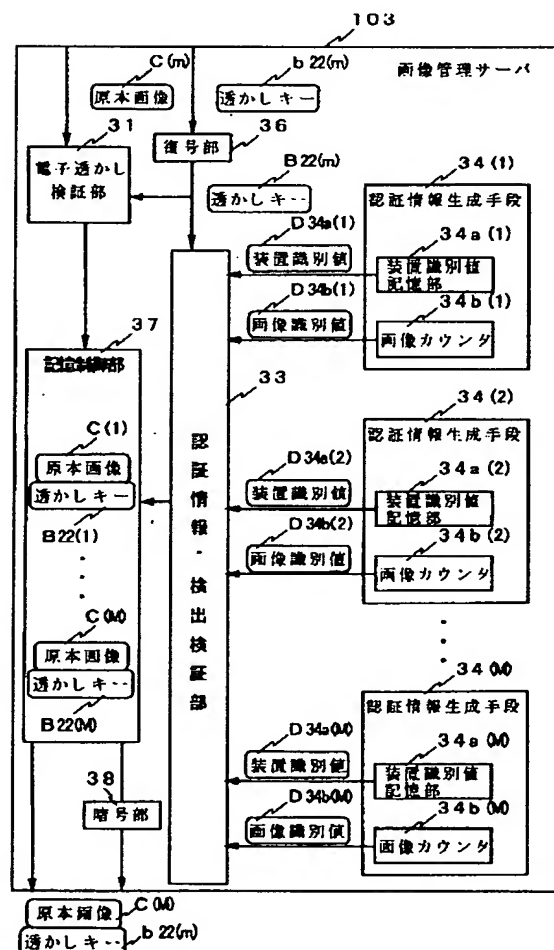 103
画像管理サーバ
C(m)
原本画像
b22(m)
透かしキー
31
電子透かし
検証部
36
復号部
B22(m)
透かしキー
37
記憶制御部
C(1)
原本画像
透かしキー
B22(1)
C(M)
原本画像
透かしキー
B22(M)
38
暗号部
33
認証情報・検出検証部
D34a(1)
装置識別値
D34b(1)
画像識別値
34(1)
認証情報生成手段
34a(1)
装置識別値
記憶部
34b(1)
画像カウンタ
D34a(2)
装置識別値
D34b(2)
画像識別値
34(2)
認証情報生成手段
34a(2)
装置識別値
記憶部
34b(2)
画像カウンタ
D34a(M)
装置識別値
D34b(M)
画像識別値
34(M)
認証情報生成手段
34a(M)
装置識別値
記憶部
34b(M)
画像カウンタ
原本画像
C(M)
透かしキー
b22(m)